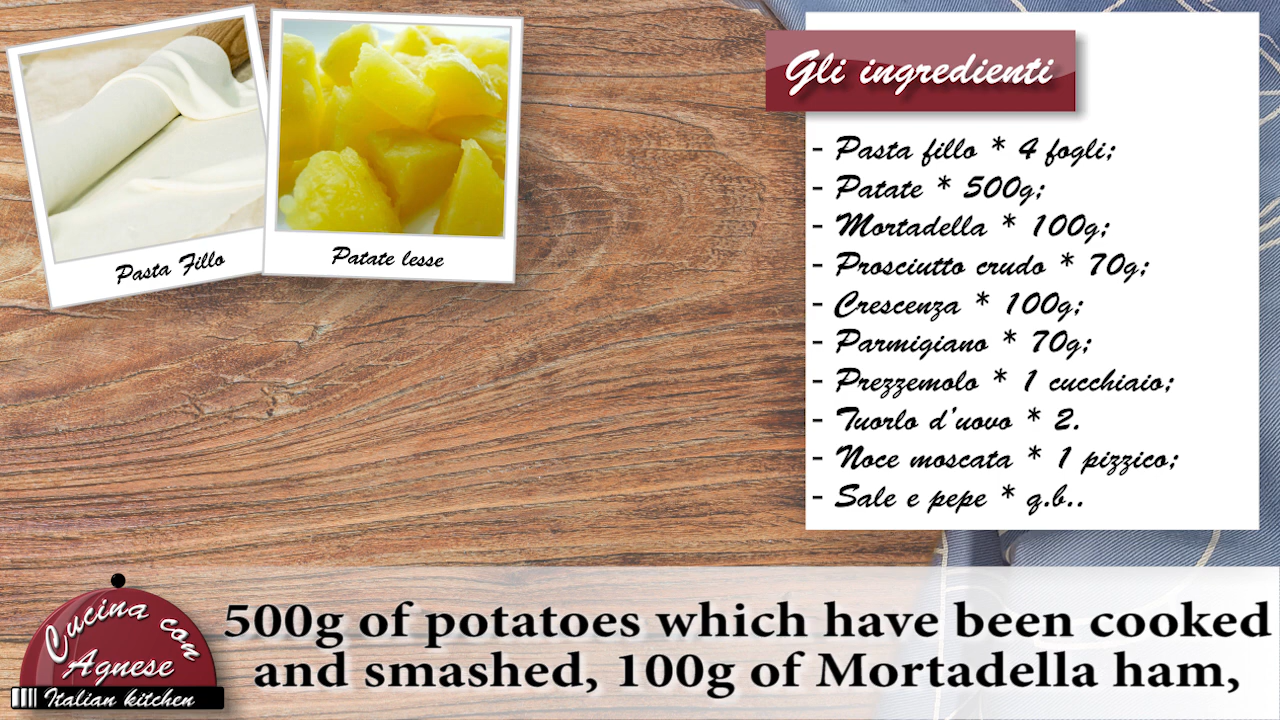 Pasta Fillo
Patate lesse
Gli ingredienti
- Pasta fillo * 4 fogli;
- Patate * 500g;
- Mortadella * 100g;
- Prosciutto crudo * 70g;
- Crescenza * 100g;
- Parmigiano * 70g;
- Prezzemolo * 1 cucchiaio;
- Tuorlo d'uovo * 2.
- Noce moscata * 1 pizzico;
- Sale e pepe * q.b..
Cucina con
Agnese
Italian kitchen
500g of potatoes which have been cooked
and smashed, 100g of Mortadella ham,